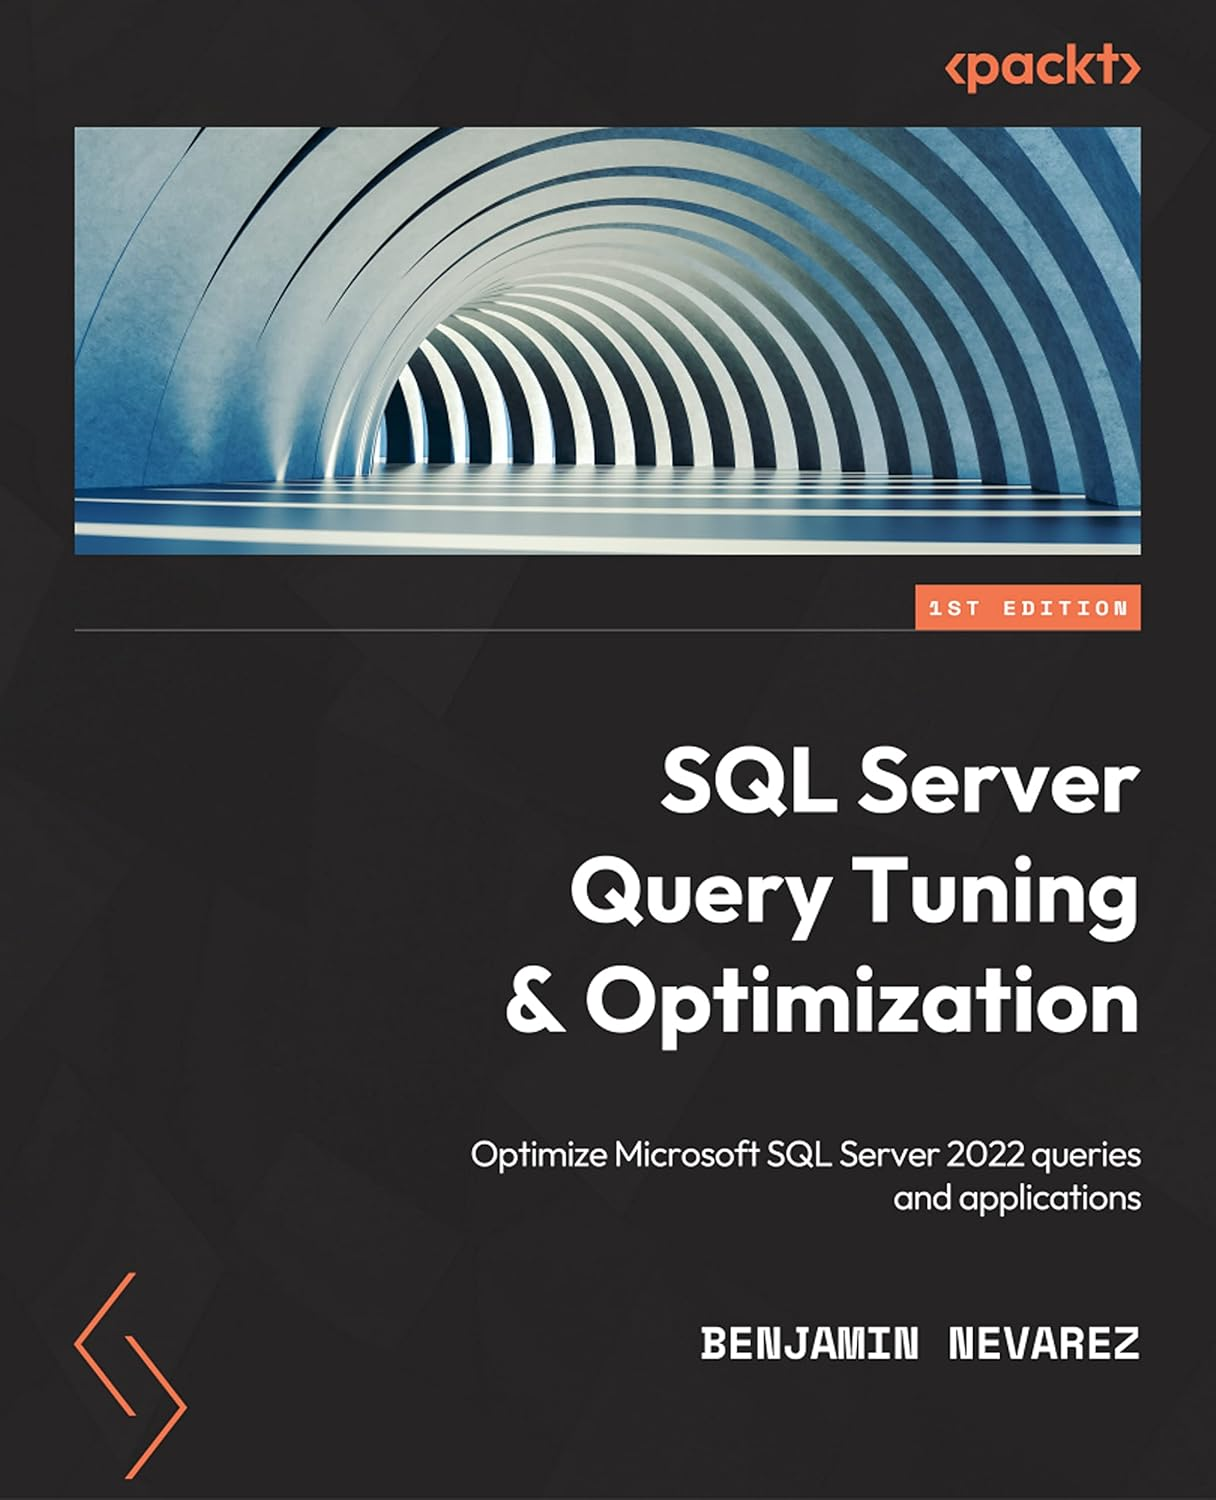 <packt>
1ST EDITION
SQL Server
Query Tuning
& Optimization
Optimize Microsoft SQL Server 2022 queries
and applications
BENJAMIN NEVAREZ